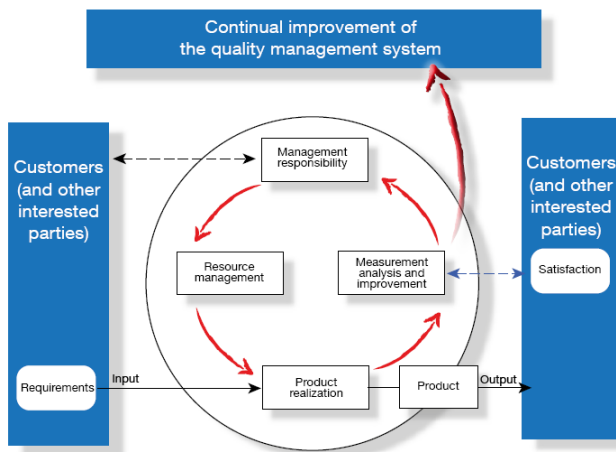 Continual improvement of
the quality management system
Customers
(and other
interested
parties)
Management
responsibility
Customers
(and other
interested
parties)
Resource
management
Measurement
analysis and
improvement
Satisfaction
Requirements
Input
Product
realization
Product
Output